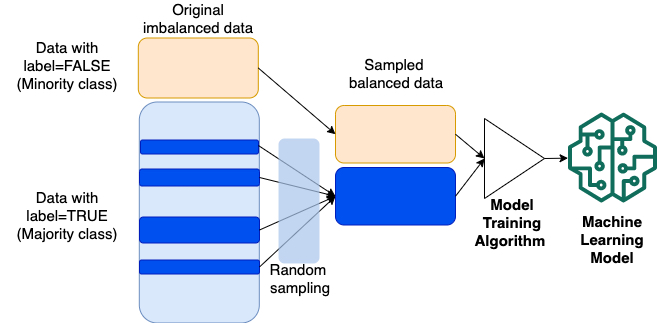 Original
imbalanced data
Data with
label=FALSE
(Minority class)
Sampled
balanced data
Data with
label=TRUE
(Majority class)
Random
sampling
Model
Training
Algorithm
Machine
Learning
Model